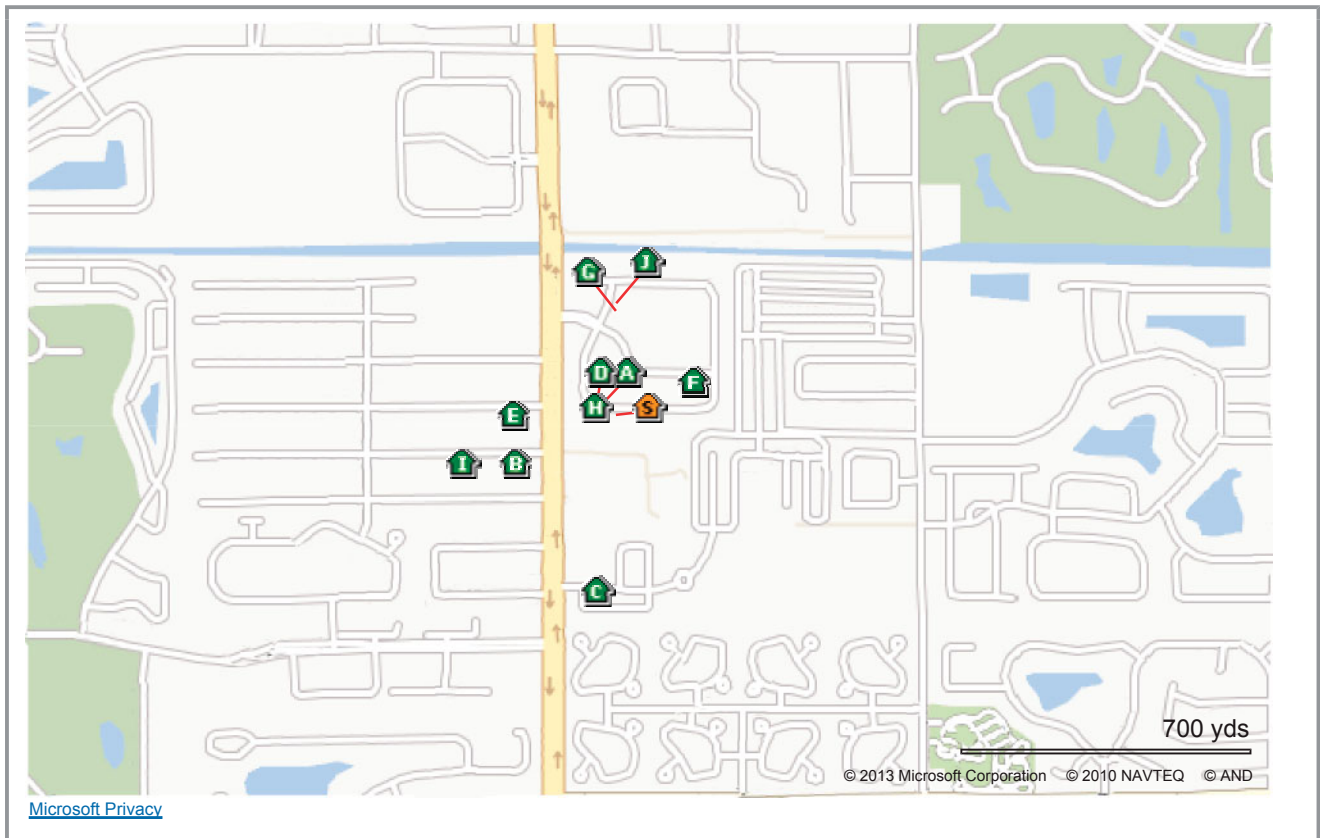 G J
D A F
H S
E
I B
C
700 yds
© 2013 Microsoft Corporation © 2010 NAVTEQ © AND
Microsoft Privacy